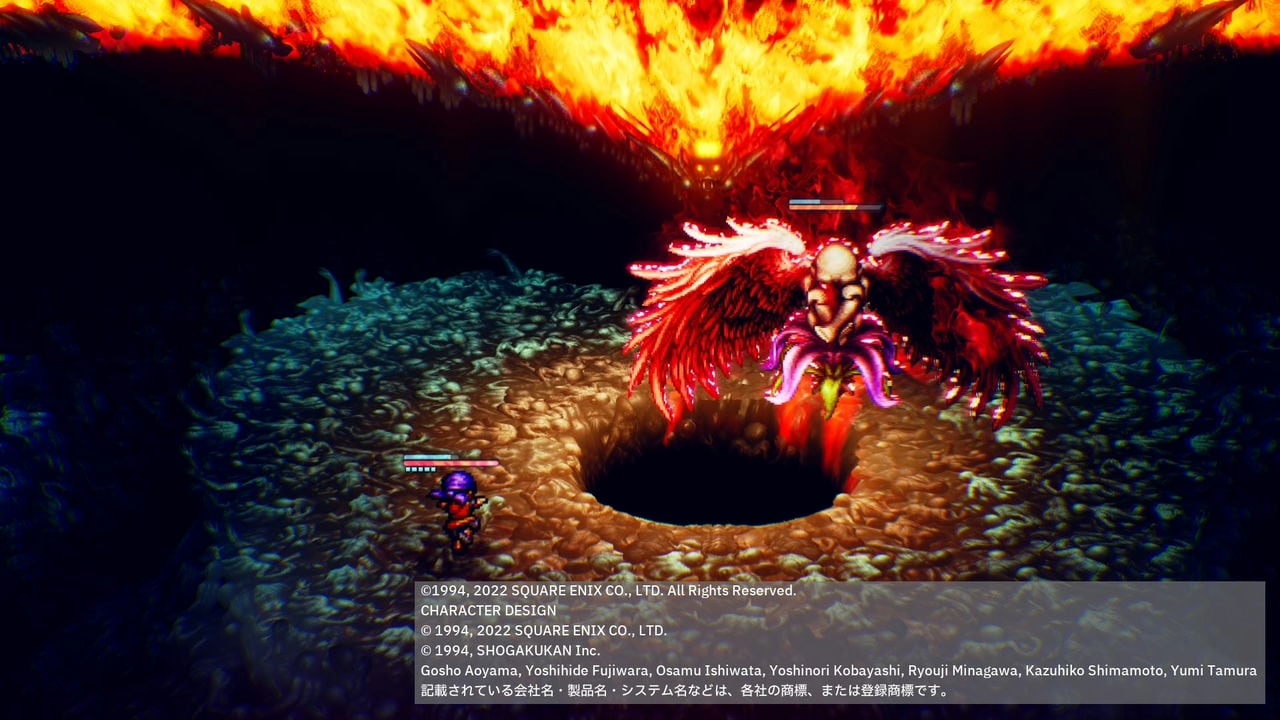 ©1994, 2022 SQUARE ENIX CO., LTD. All Rights Reserved.
CHARACTER DESIGN
© 1994, 2022 SQUARE ENIX CO., LTD.
© 1994, SHOGAKUKAN Inc.
Gosho Aoyama, Yoshihide Fujiwara, Osamu Ishiwata, Yoshinori Kobayashi, Ryouji Minagawa, Kazuhiko Shimamoto, Yumi Tamura
記載されている会社名・製品名・システム名などは、各社の商標、または登録商標です。